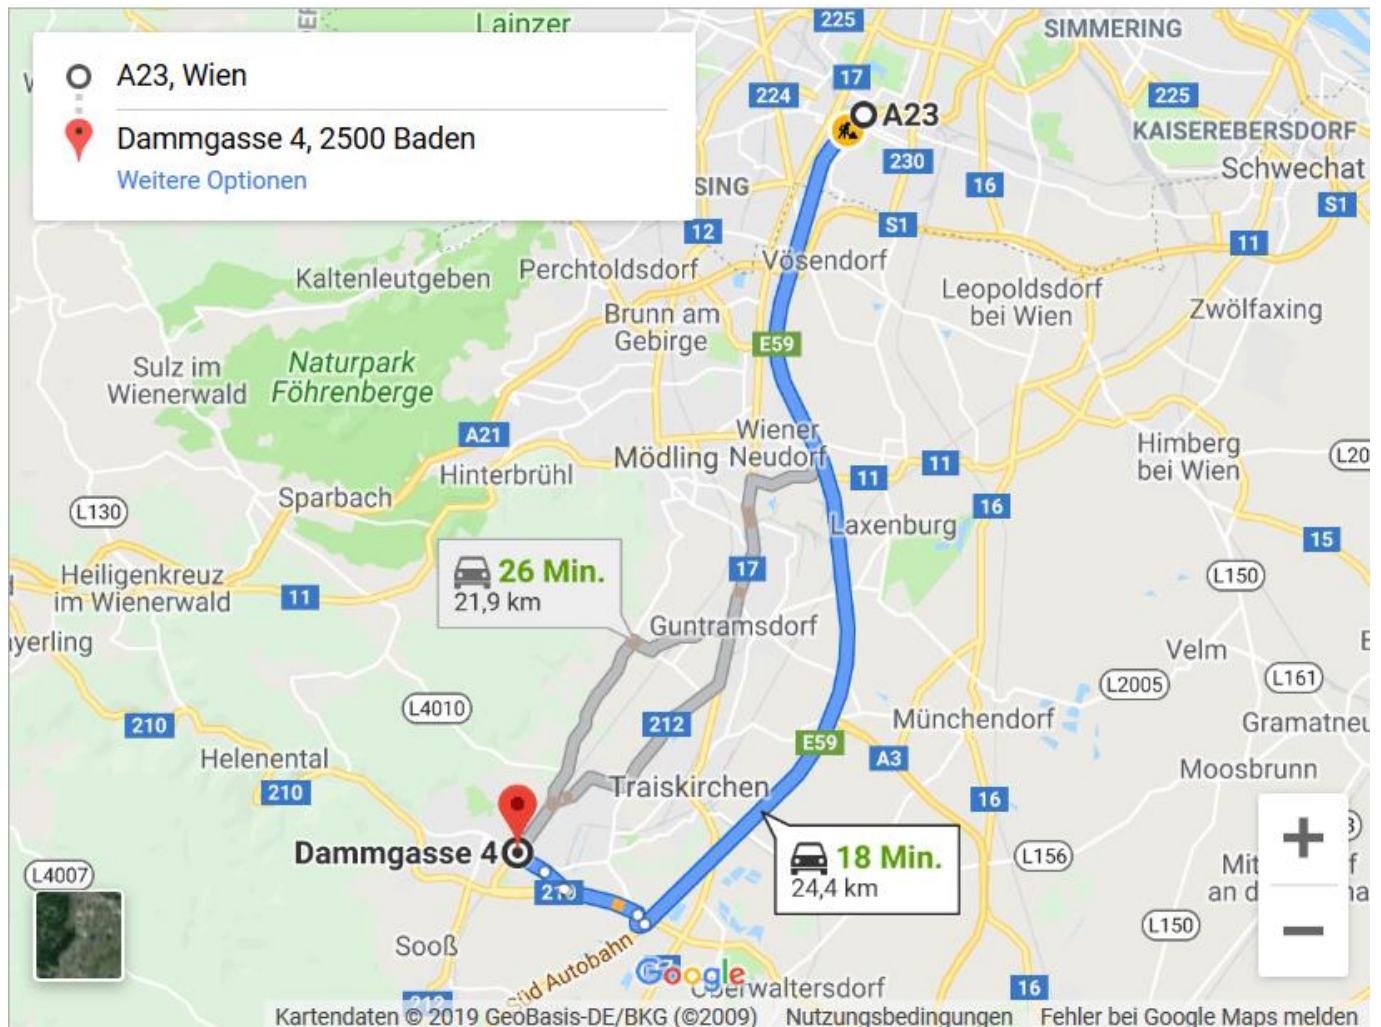 225
Lainzer
SIMMERING
A23, Wien
17
224
225
A23
Dammgasse 4, 2500 Baden
KAISEREBERSDORF
230
Schwechat
Weitere Optionen
SING
16
S1
S1
12
11
Kaltenleutgeben
Perchtoldsdorf
Vösendorf
Leopoldsdorf
bei Wien
Zwölfaxing
Brunn am
Gebirge
E59
Sulz im
Wienerwald
Naturpark
Föhrenberge
A21
Wiener
Neudorf
Mödling
Himberg
bei Wien
L20
Hinterbrühl
11
11
Sparbach
16
L130
Laxenburg
15
26 Min.
21,9 km
17
Heiligenkreuz
im Wienerwald
11
L150
Guntramsdorf
ayerling
Velm
L2005
L161
L4010
210
212
Münchendorf
Gramatneu
E59
A3
Helenental
Moosbrunn
210
Traiskirchen
16
Dammgasse 4
18 Min.
24,4 km
L156
L4007
210
L150
Sooß
Süd Autobahn
Google
Oberwaltersdorf
16
212
Kartendaten © 2019 GeoBasis-DE/BKG (©2009) Nutzungsbedingungen Fehler bei Google Maps melden